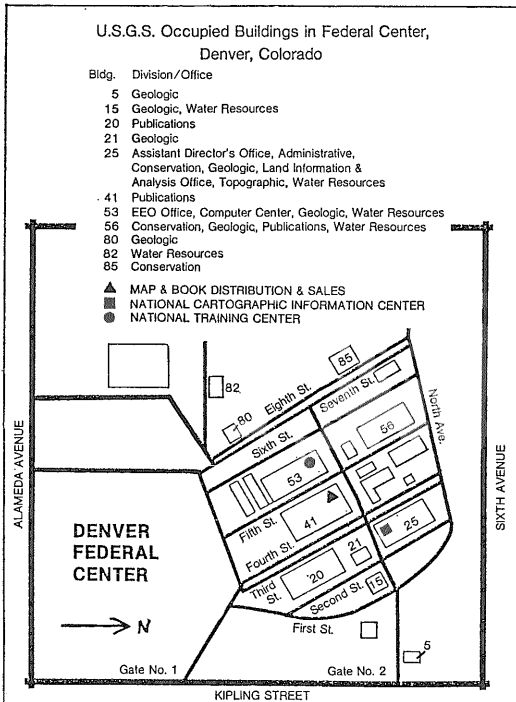 U.S.G.S. Occupied Buildings in Federal Center,
Denver, Colorado
Bldg. Division/Office
5 Geologic
15 Geologic, Water Resources
20 Publications
21 Geologic
25 Assistant Director's Office, Administrative,
Conservation, Geologic, Land Information &
Analysis Office, Topographic, Water Resources
41 Publications
53 EEO Office, Computer Center, Geologic, Water Resources
56 Conservation, Geologic, Publications, Water Resources
80 Geologic
82 Water Resources
85 Conservation
MAP & BOOK DISTRIBUTION & SALES
NATIONAL CARTOGRAPHIC INFORMATION CENTER
NATIONAL TRAINING CENTER
85
82
Eighth St.
Seventh St.
North Ave.
80
Sixth St.
56
53
ALAMEDA AVENUE
SIXTH AVENUE
Fifth St.
41
25
DENVER
FEDERAL
CENTER
Fourth St.
21
Third
St.
20
Second St.
15
N
First St.
5
Gate No. 1
Gate No. 2
KIPLING STREET